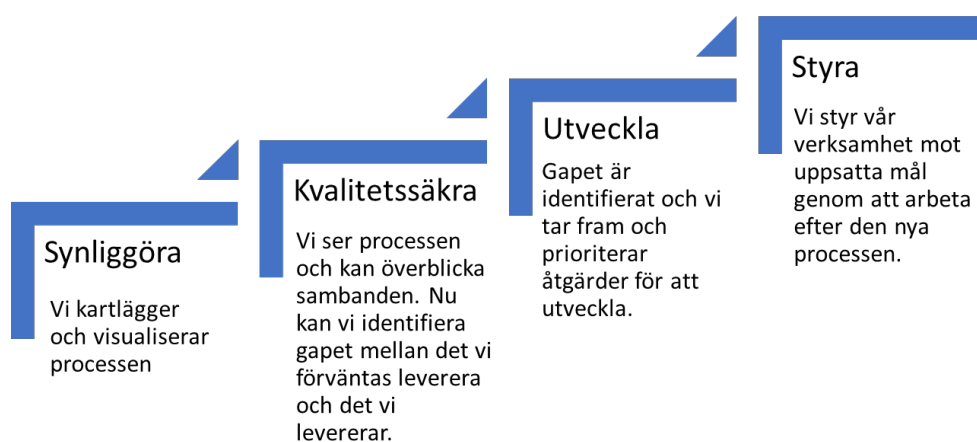 Synliggöra
Vi kartlägger
och visualiserar
processen
Kvalitetssäkra
Vi ser processen
och kan överblicka
sambanden. Nu
kan vi identifiera
gapet mellan det vi
förväntas leverera
och det vi
levererar.
Utveckla
Gapet är
identifierat och vi
tar fram och
prioriterar
åtgärder för att
utveckla.
Styra
Vi styr vår
verksamhet mot
uppsatta mål
genom att arbeta
efter den nya
processen.